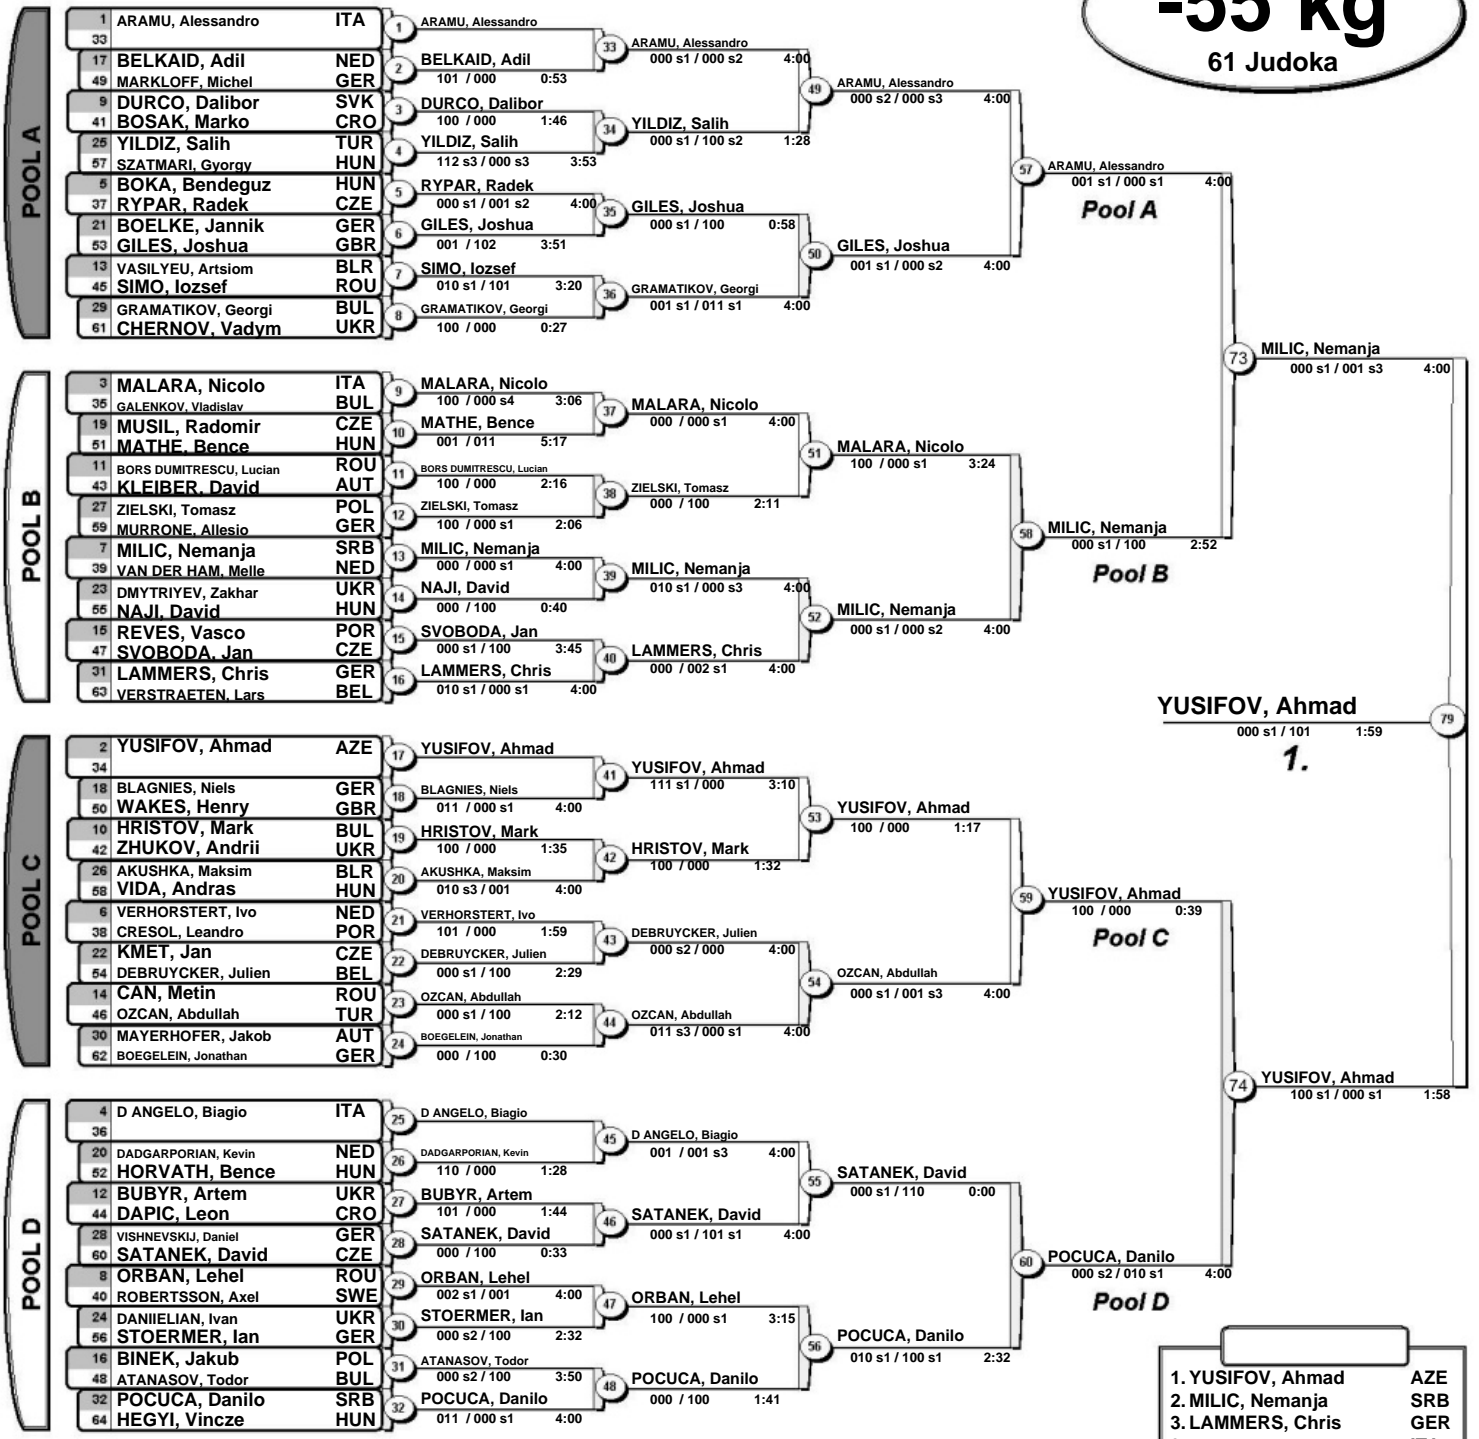 -55 kg
61 Judoka
POOL A
1 ARAMU, Alessandro ITA
33
17 BELKAID, Adil NED
49 MARKLOFF, Michel GER
9 DURCO, Dalibor SVK
41 BOSAK, Marko CRO
25 YILDIZ, Salih TUR
57 SZATMARI, Gyorgy HUN
5 BOKA, Bendeguz HUN
37 RYPAR, Radek CZE
21 BOELKE, Jannik GER
53 GILES, Joshua GBR
13 VASILYEU, Artsiom BLR
45 SIMO, Iozsef ROU
29 GRAMATIKOV, Georgi BUL
61 CHERNOV, Vadym UKR
1 ARAMU, Alessandro
2 BELKAID, Adil
101 / 000 0:53
3 DURCO, Dalibor
100 / 000 1:46
4 YILDIZ, Salih
112 s3 / 000 s3 3:53
5 RYPAR, Radek
000 s1 / 001 s2 4:00
6 GILES, Joshua
001 / 102 3:51
7 SIMO, Iozsef
010 s1 / 101 3:20
8 GRAMATIKOV, Georgi
100 / 000 0:27
33 ARAMU, Alessandro
000 s1 / 000 s2 4:00
34 YILDIZ, Salih
000 s1 / 100 s2 1:28
35 GILES, Joshua
000 s1 / 100 0:58
36 GRAMATIKOV, Georgi
001 s1 / 011 s1 4:00
49 ARAMU, Alessandro
000 s2 / 000 s3 4:00
50 GILES, Joshua
001 s1 / 000 s2 4:00
57 ARAMU, Alessandro
001 s1 / 000 s1 4:00
Pool A
POOL B
3 MALARA, Nicolo ITA
35 GALENKOV, Vladislav BUL
19 MUSIL, Radomir CZE
51 MATHE, Bence HUN
11 BORS DUMITRESCU, Lucian ROU
43 KLEIBER, David AUT
27 ZIELSKI, Tomasz POL
59 MURRONE, Allesio GER
7 MILIC, Nemanja SRB
39 VAN DER HAM, Melle NED
23 DMYTRIYEV, Zakhar UKR
55 NAJI, David HUN
15 REVES, Vasco POR
47 SVOBODA, Jan CZE
31 LAMMERS, Chris GER
63 VERSTRAETEN, Lars BEL
9 MALARA, Nicolo
100 / 000 s4 3:06
10 MATHE, Bence
001 / 011 5:17
11 BORS DUMITRESCU, Lucian
100 / 000 2:16
12 ZIELSKI, Tomasz
100 / 000 s1 2:06
13 MILIC, Nemanja
000 / 000 s1 4:00
14 NAJI, David
000 / 100 0:40
15 SVOBODA, Jan
000 s1 / 100 3:45
16 LAMMERS, Chris
010 s1 / 000 s1 4:00
37 MALARA, Nicolo
000 / 000 s1 4:00
38 ZIELSKI, Tomasz
000 / 100 2:11
39 MILIC, Nemanja
010 s1 / 000 s3 4:00
40 LAMMERS, Chris
000 / 002 s1 4:00
51 MALARA, Nicolo
100 / 000 s1 3:24
52 MILIC, Nemanja
000 s1 / 000 s2 4:00
58 MILIC, Nemanja
000 s1 / 100 2:52
Pool B
73 MILIC, Nemanja
000 s1 / 001 s3 4:00
POOL C
2 YUSIFOV, Ahmad AZE
34
18 BLAGNIES, Niels GER
50 WAKES, Henry GBR
10 HRISTOV, Mark BUL
42 ZHUKOV, Andrii UKR
26 AKUSHKA, Maksim BLR
58 VIDA, Andras HUN
6 VERHORSTERT, Ivo NED
38 CRESOL, Leandro POR
22 KMET, Jan CZE
54 DEBRUYCKER, Julien BEL
14 CAN, Metin ROU
46 OZCAN, Abdullah TUR
30 MAYERHOFER, Jakob AUT
62 BOEGELEIN, Jonathan GER
17 YUSIFOV, Ahmad
18 BLAGNIES, Niels
011 / 000 s1 4:00
19 HRISTOV, Mark
100 / 000 1:35
20 AKUSHKA, Maksim
010 s3 / 001 4:00
21 VERHORSTERT, Ivo
101 / 000 1:59
22 DEBRUYCKER, Julien
000 s1 / 100 2:29
23 OZCAN, Abdullah
000 s1 / 100 2:12
24 BOEGELEIN, Jonathan
000 / 100 0:30
41 YUSIFOV, Ahmad
111 s1 / 000 3:10
42 HRISTOV, Mark
100 / 000 1:32
43 DEBRUYCKER, Julien
000 s2 / 000 4:00
44 OZCAN, Abdullah
011 s3 / 000 s1 4:00
53 YUSIFOV, Ahmad
100 / 000 1:17
54 OZCAN, Abdullah
000 s1 / 001 s3 4:00
59 YUSIFOV, Ahmad
100 / 000 0:39
Pool C
YUSIFOV, Ahmad 79
000 s1 / 101 1:59
1.
POOL D
4 D ANGELO, Biagio ITA
36
20 DADGARPORIAN, Kevin NED
52 HORVATH, Bence HUN
12 BUBYR, Artem UKR
44 DAPIC, Leon CRO
28 VISHNEVSKIJ, Daniel GER
60 SATANEK, David CZE
8 ORBAN, Lehel ROU
40 ROBERTSSON, Axel SWE
24 DANIIELIAN, Ivan UKR
56 STOERMER, Ian GER
16 BINEK, Jakub POL
48 ATANASOV, Todor BUL
32 POCUCA, Danilo SRB
64 HEGYI, Vincze HUN
25 D ANGELO, Biagio
26 DADGARPORIAN, Kevin
110 / 000 1:28
27 BUBYR, Artem
101 / 000 1:44
28 SATANEK, David
000 / 100 0:33
29 ORBAN, Lehel
002 s1 / 001 4:00
30 STOERMER, Ian
000 s2 / 100 2:32
31 ATANASOV, Todor
000 s2 / 100 3:50
32 POCUCA, Danilo
011 / 000 s1 4:00
45 D ANGELO, Biagio
001 / 001 s3 4:00
46 SATANEK, David
000 s1 / 101 s1 4:00
47 ORBAN, Lehel
100 / 000 s1 3:15
48 POCUCA, Danilo
000 / 100 1:41
55 SATANEK, David
000 s1 / 110 0:00
56 POCUCA, Danilo
010 s1 / 100 s1 2:32
60 POCUCA, Danilo
000 s2 / 010 s1 4:00
Pool D
74 YUSIFOV, Ahmad
100 s1 / 000 s1 1:58
1. YUSIFOV, Ahmad AZE
2. MILIC, Nemanja SRB
3. LAMMERS, Chris GER